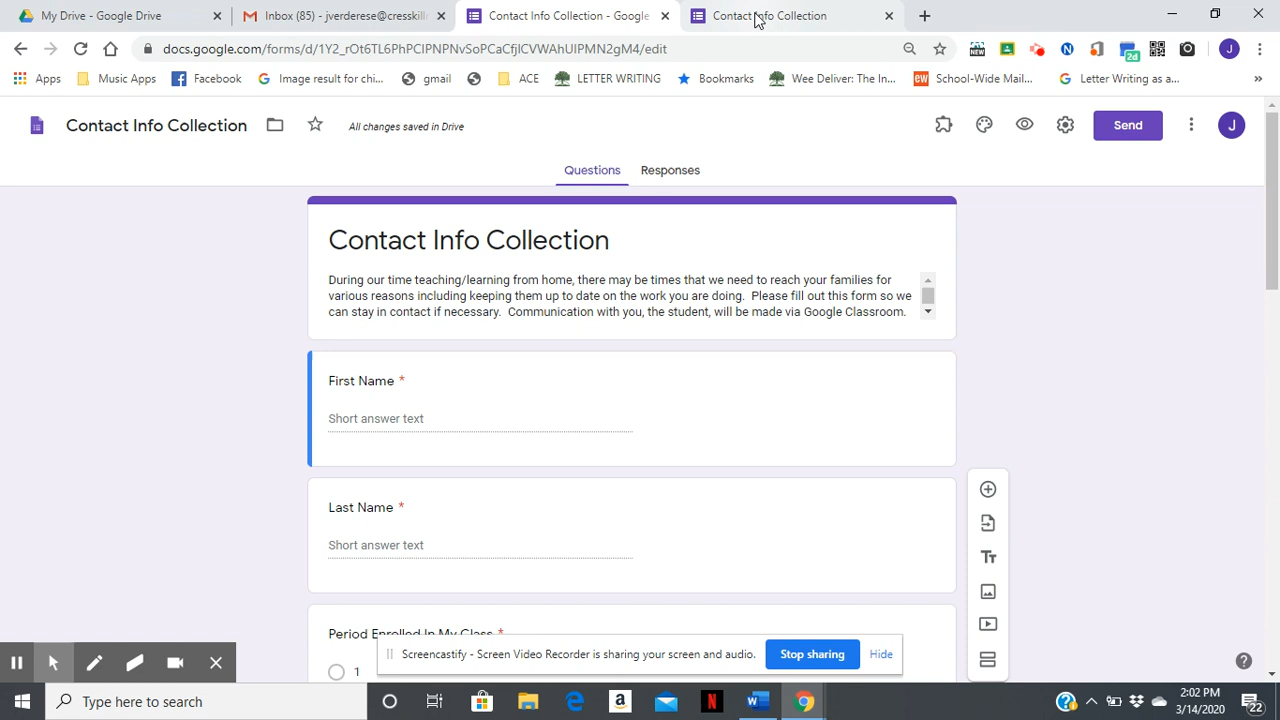 My Drive - Google Drive
Inbox (85) - jverderese@cresskill
Contact Info Collection - Google
Contact Info Collection
docs.google.com/forms/d/1Y2_rOt6TL6PhPCIPNPNvSoPCaCfjICVWAhUIPMN2gM4/edit
NEW
N
2d
J
Apps
Music Apps
Facebook
Image result for chi...
gmail
ACE
LETTER WRITING
Bookmarks
Wee Deliver: The In...
ew
School-Wide Mail...
Letter Writing as a...
»
Contact Info Collection
All changes saved in Drive
Send
J
Questions
Responses
Contact Info Collection
During our time teaching/learning from home, there may be times that we need to reach your families for
various reasons including keeping them up to date on the work you are doing. Please fill out this form so we
can stay in contact if necessary. Communication with you, the student, will be made via Google Classroom.
First Name *
Short answer text
Last Name *
Short answer text
Tt
Period Enrolled In My Class *
1
Screencastify - Screen Video Recorder is sharing your screen and audio.
Stop sharing
Hide
Type here to search
2:02 PM
3/14/2020
22